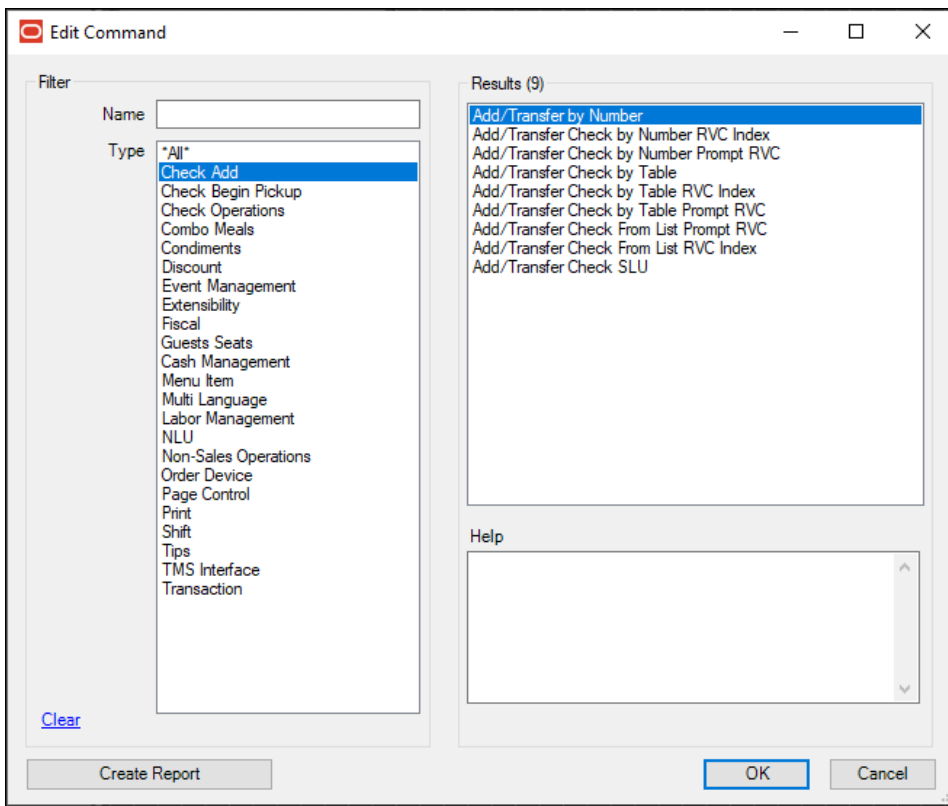 Edit Command
Filter
Name
Type
*All*
Check Add
Check Begin Pickup
Check Operations
Combo Meals
Condiments
Discount
Event Management
Extensibility
Fiscal
Guests Seats
Cash Management
Menu Item
Multi Language
Labor Management
NLU
Non-Sales Operations
Order Device
Page Control
Print
Shift
Tips
TMS Interface
Transaction
Clear
Results (9)
Add/Transfer by Number
Add/Transfer Check by Number RVC Index
Add/Transfer Check by Number Prompt RVC
Add/Transfer Check by Table
Add/Transfer Check by Table RVC Index
Add/Transfer Check by Table Prompt RVC
Add/Transfer Check From List Prompt RVC
Add/Transfer Check From List RVC Index
Add/Transfer Check SLU
Help
Create Report
OK
Cancel